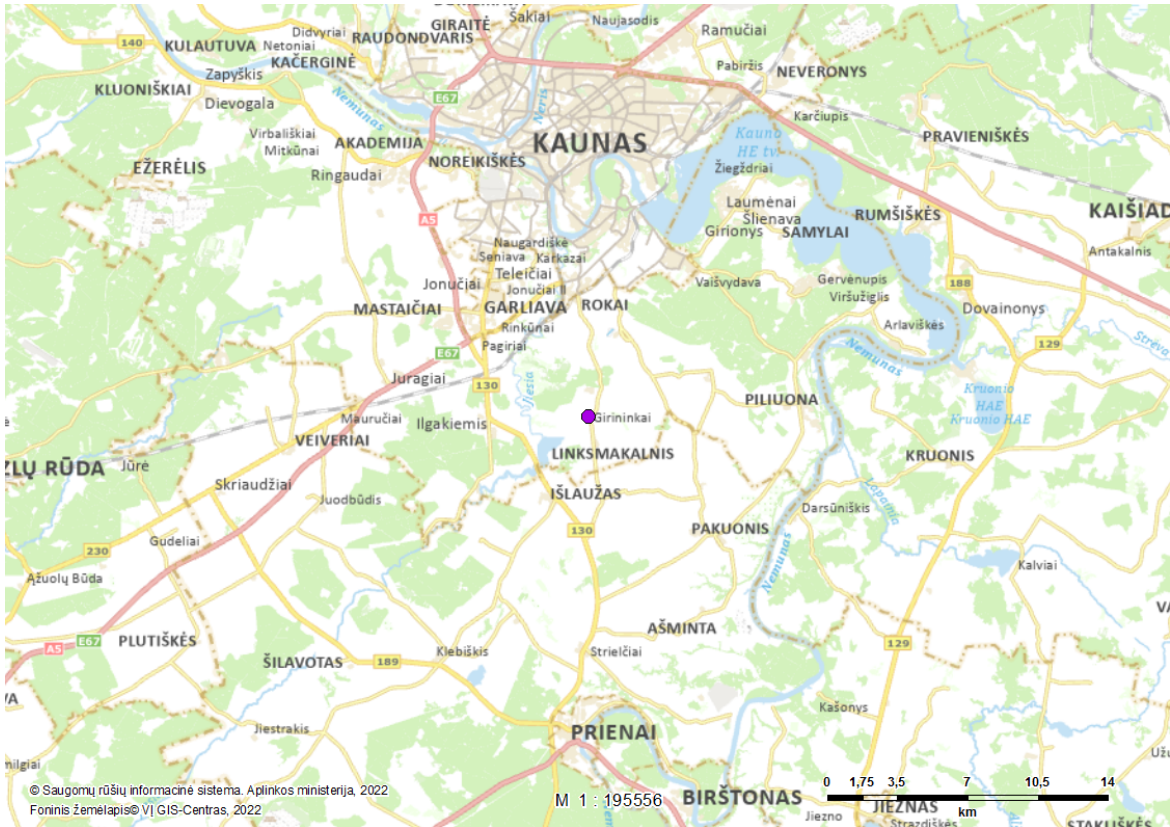 Šakiai
Naujasodis
GIRAITĖ
Didvyriai
RAUDONDVARIS
Ramučiai
140
KULAUTUVA
Netoniai
KAČERGINĖ
Pabiržis
NEVERONYS
Zapyškis
KLUONIŠKIAI
Dievogala
Nemunas
E67
Neris
Karčiupis
Virbališkiai
Mitkūnai
AKADEMIJA
KAUNAS
Kauno
HE tv.
PRAVIENIŠKĖS
EŽERĖLIS
NOREIKIŠKĖS
Ringaudai
Žiegždriai
Laumėnai
Šlienava
RUMŠIŠKĖS
KAIŠIAD
A5
Girionys
SAMYLAI
Naugardiškė
Seniava
Karkazai
Antakalnis
Teleičiai
Jonučiai
Jonučiai II
Vaišvydava
Gervėnupis
188
Viršužiglis
MASTAIČIAI
GARLIAVA
ROKAI
Dovainonys
Rinkūnai
Arlaviškės
Pagiriai
E67
Nemunas
129
Strėva
Juragiai
130
Jiesia
PILIUONA
Kruonio
HAE
Kruonio HAE
Mauručiai
Ilgakiemis
Girininkai
VEIVERIAI
LINKSMAKALNIS
KRUONIS
ZLŲ RŪDA
Jūrė
Skriaudžiai
Juodbūdis
IŠLAUŽAS
Lapainia
Darsūniškis
130
PAKUONIS
230
Gudeliai
Nemunas
Kalviai
Ąžuolų Būda
PLUTIŠKĖS
AŠMINTA
A5
E67
129
ŠILAVOTAS
189
Klebiškis
Strielčiai
Kašonys
Jiestrakis
PRIENAI
milgiai
© Saugomų rūšių informacinė sistema. Aplinkos ministerija, 2022
Foninis žemėlapis© VĮ GIS-Centras, 2022
M 1 : 195556
BIRŠTONAS
0 1,75 3,5 7 10,5 14
km
JIEZNAS
Jiezno
Strazdiškės
STAKLIŠKĖS